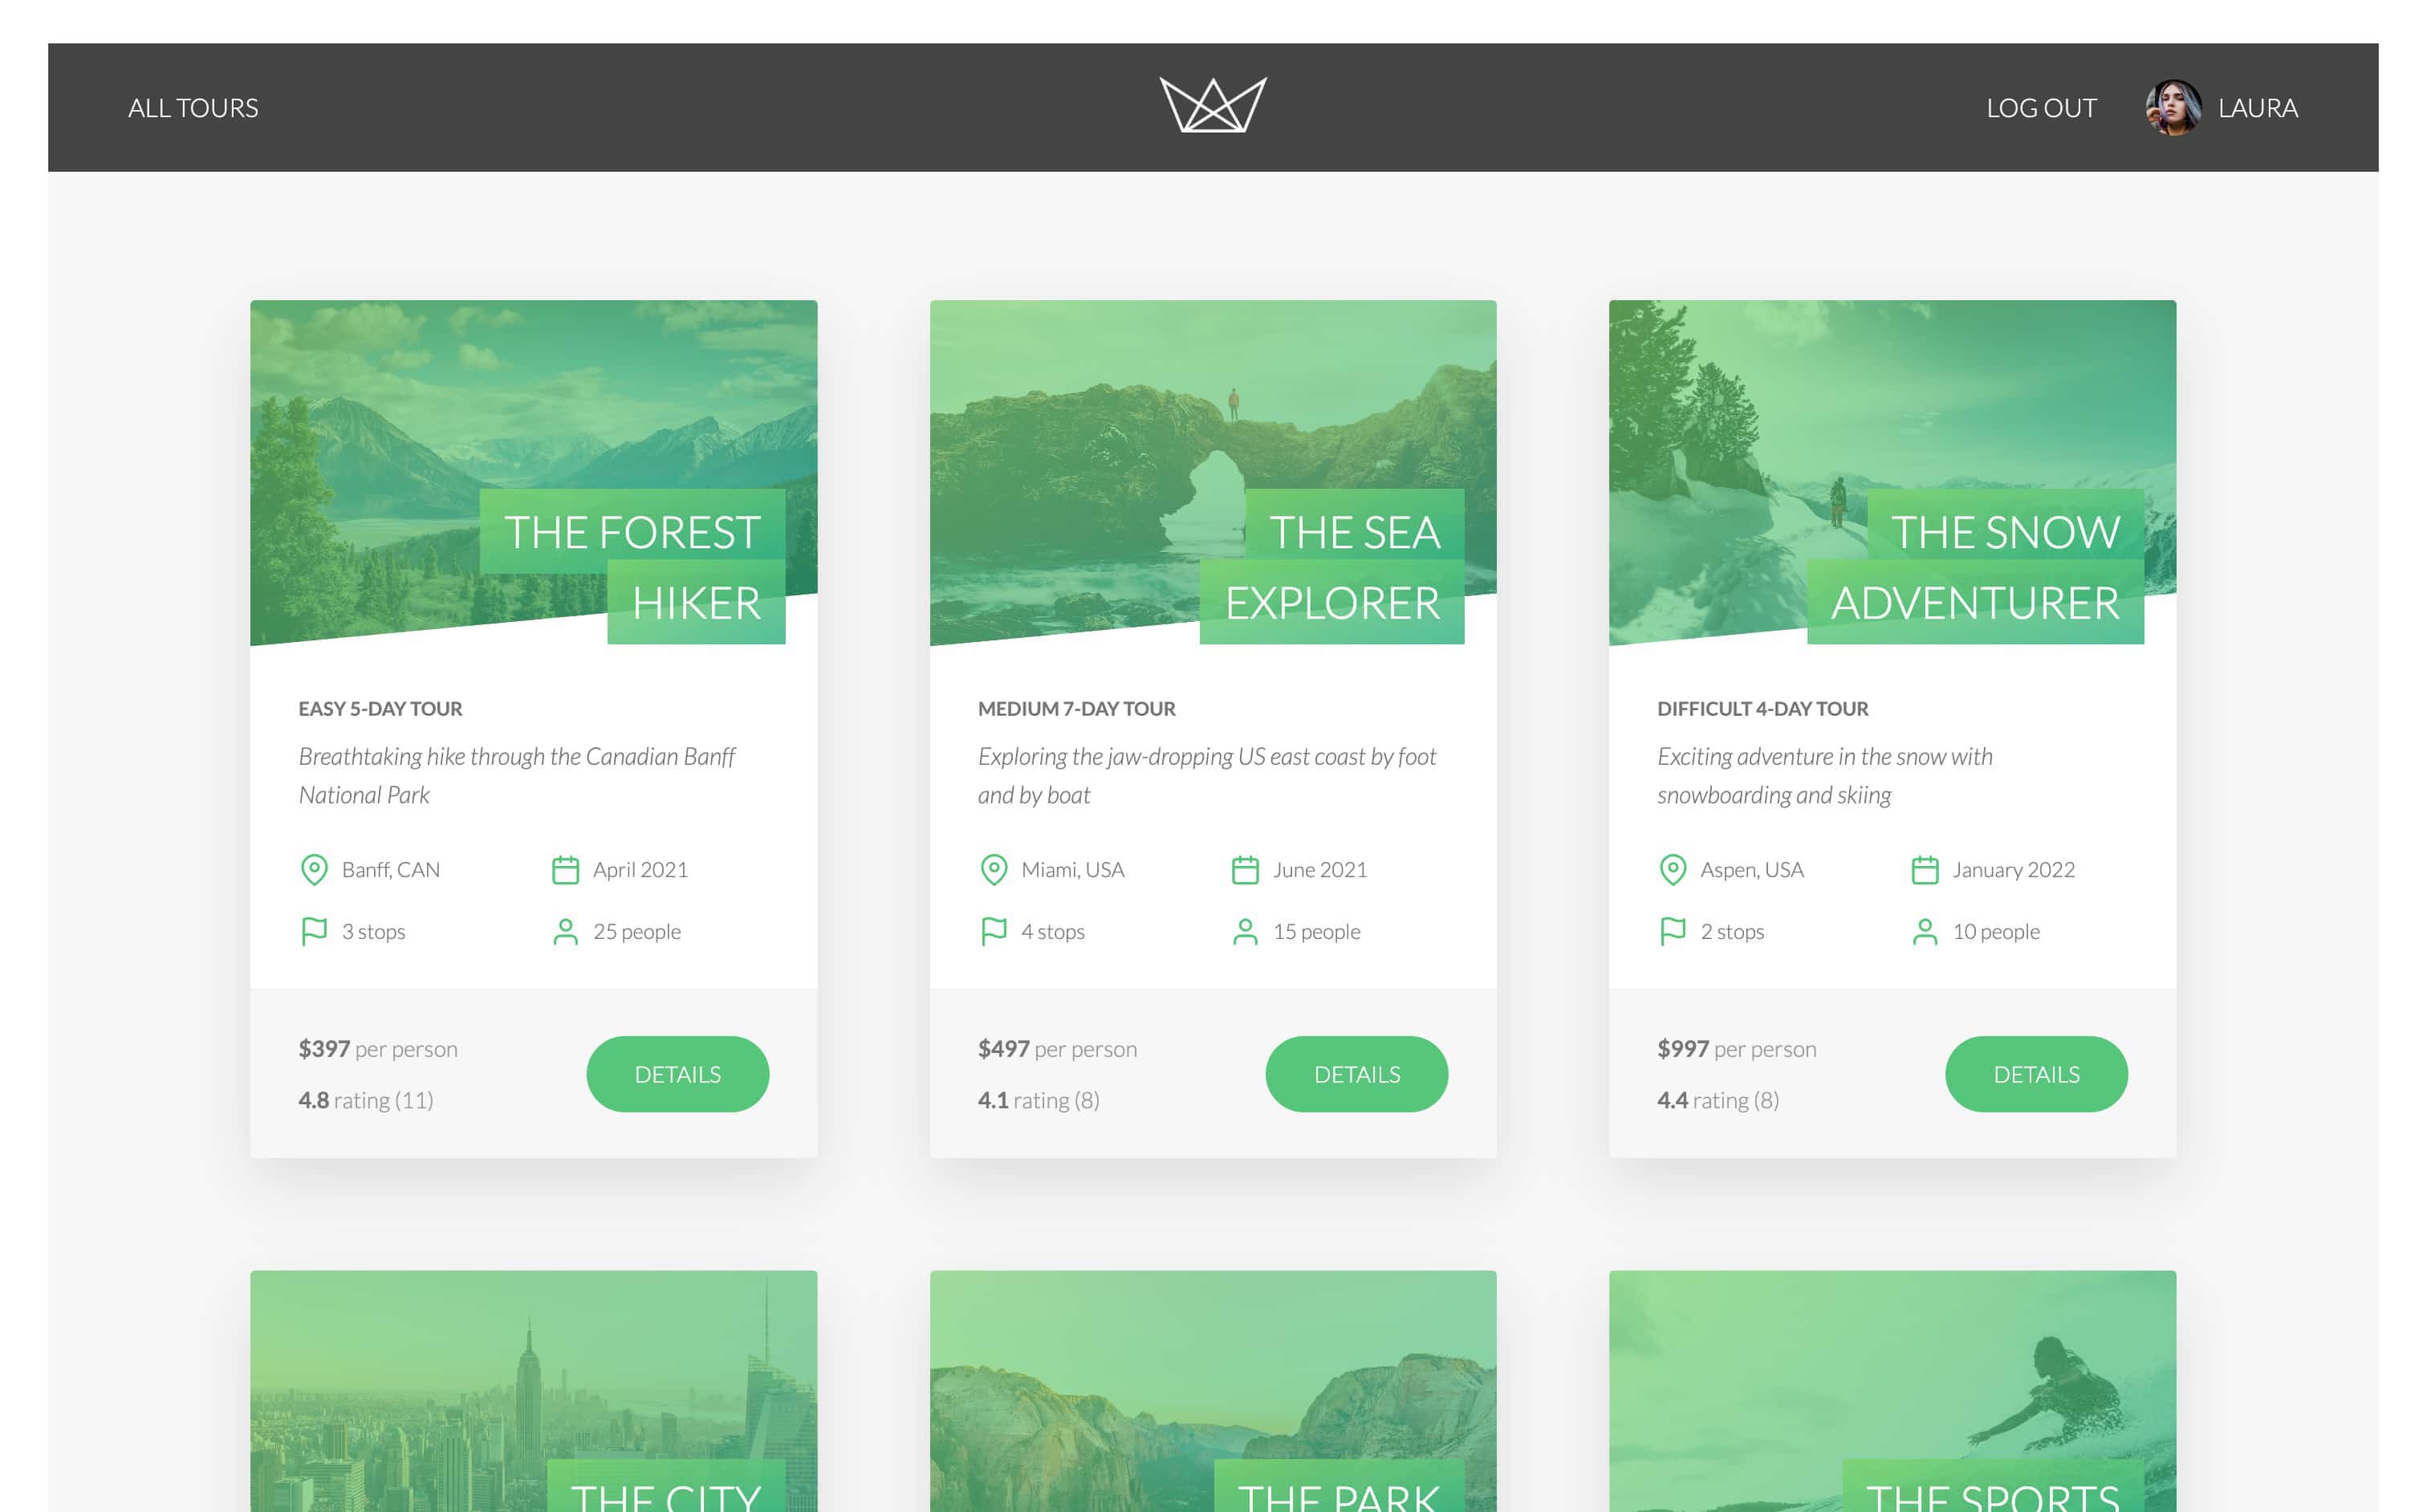 ALL TOURS
LOG OUT
LAURA
THE FOREST
HIKER
EASY 5-DAY TOUR
Breathtaking hike through the Canadian Banff
National Park
Banff, CAN
April 2021
3 stops
25 people
$397 per person
4.8 rating (11)
DETAILS
THE SEA
EXPLORER
MEDIUM 7-DAY TOUR
Exploring the jaw-dropping US east coast by foot
and by boat
Miami, USA
June 2021
4 stops
15 people
$497 per person
4.1 rating (8)
DETAILS
THE SNOW
ADVENTURER
DIFFICULT 4-DAY TOUR
Exciting adventure in the snow with
snowboarding and skiing
Aspen, USA
January 2022
2 stops
10 people
$997 per person
4.4 rating (8)
DETAILS
THE CITY
THE PARK
THE SPORTS